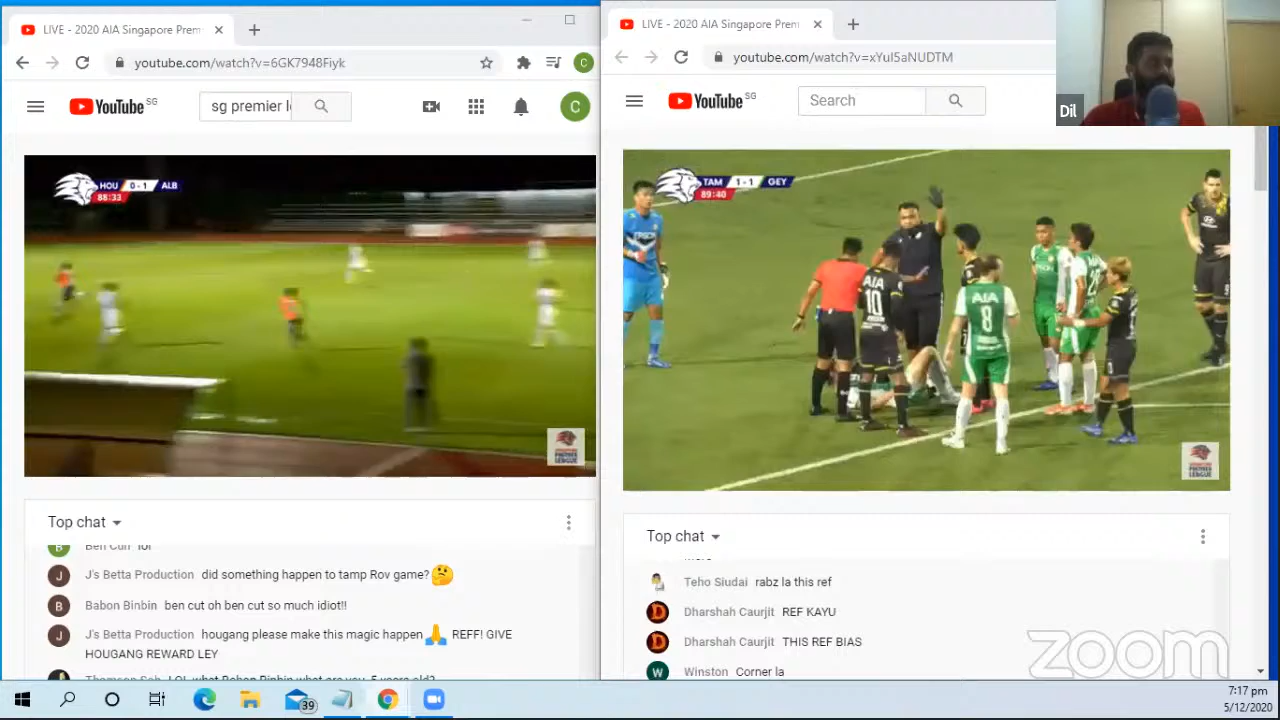 LIVE - 2020 AIA Singapore Prem
youtube.com/watch?v=6GK7948Fiyk
C
YouTube SG
sg premier l
C
HOU 0-1 ALB
88:33
Top chat
Ben Cun lol
J's Betta Production did something happen to tamp Rov game?🤔
Babon Binbin ben cut oh ben cut so much idiot!!
J's Betta Production hougang please make this magic happen🙏 REFF! GIVE
HOUGANG REWARD LEY
LIVE - 2020 AIA Singapore Prem
youtube.com/watch?v=xYuI5aNUDTM
YouTube SG
Search
Dil
TAM 1-1 GEY
89:40
EPSON
AIA
10
AIA
8
Top chat
Teho Siudai rabz la this ref
Dharshah Caurjit REF KAYU
Dharshah Caurjit THIS REF BIAS
W Winston Corner la
zoom
39
7:17 pm
5/12/2020